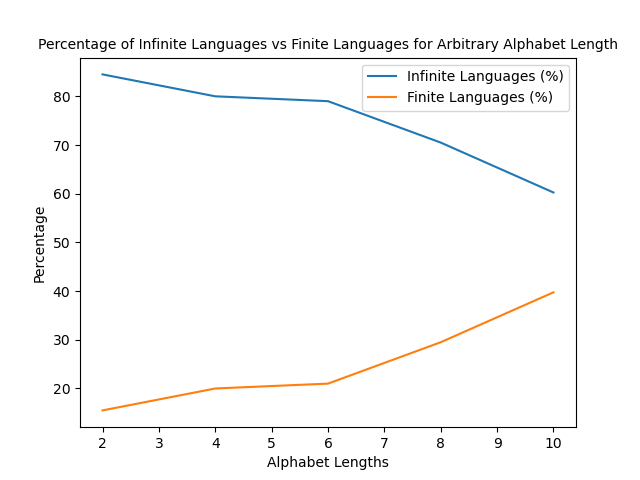 Percentage of Infinite Languages vs Finite Languages for Arbitrary Alphabet Length
Infinite Languages (%)
Finite Languages (%)
Percentage
80
70
60
50
40
30
20
2 3 4 5 6 7 8 9 10
Alphabet Lengths